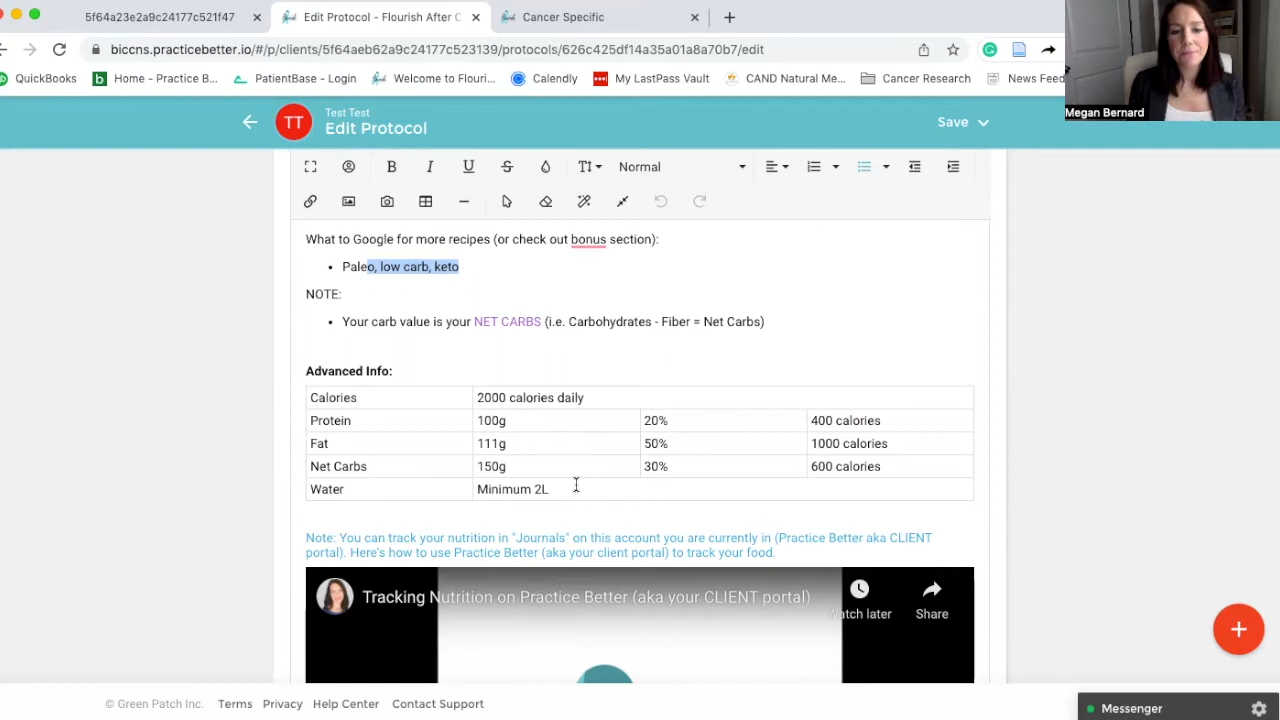 5f64a23e2a9c24177c521f47
Edit Protocol - Flourish After C
Cancer Specific
biccns.practicebetter.io/#/p/clients/5f64aeb62a9c24177c523139/protocols/626c425df14a35a01a8a70b7/edit
QuickBooks
Home - Practice B...
PatientBase - Login
Welcome to Flouri...
Calendly
My LastPass Vault
CAND Natural Me...
Cancer Research
News Feed
Megan Bernard
TT
Test Test
Edit Protocol
Save
B I U S
Normal
What to Google for more recipes (or check out bonus section):
• Paleo, low carb, keto
NOTE:
• Your carb value is your NET CARBS (i.e. Carbohydrates - Fiber = Net Carbs)
Advanced Info:
Calories 2000 calories daily
Protein 100g 20% 400 calories
Fat 111g 50% 1000 calories
Net Carbs 150g 30% 600 calories
Water Minimum 2L
Note: You can track your nutrition in "Journals" on this account you are currently in (Practice Better aka CLIENT
portal). Here's how to use Practice Better (aka your client portal) to track your food.
Tracking Nutrition on Practice Better (aka your CLIENT portal)
Watch later
Share
© Green Patch Inc. Terms Privacy Help Center Contact Support
Messenger